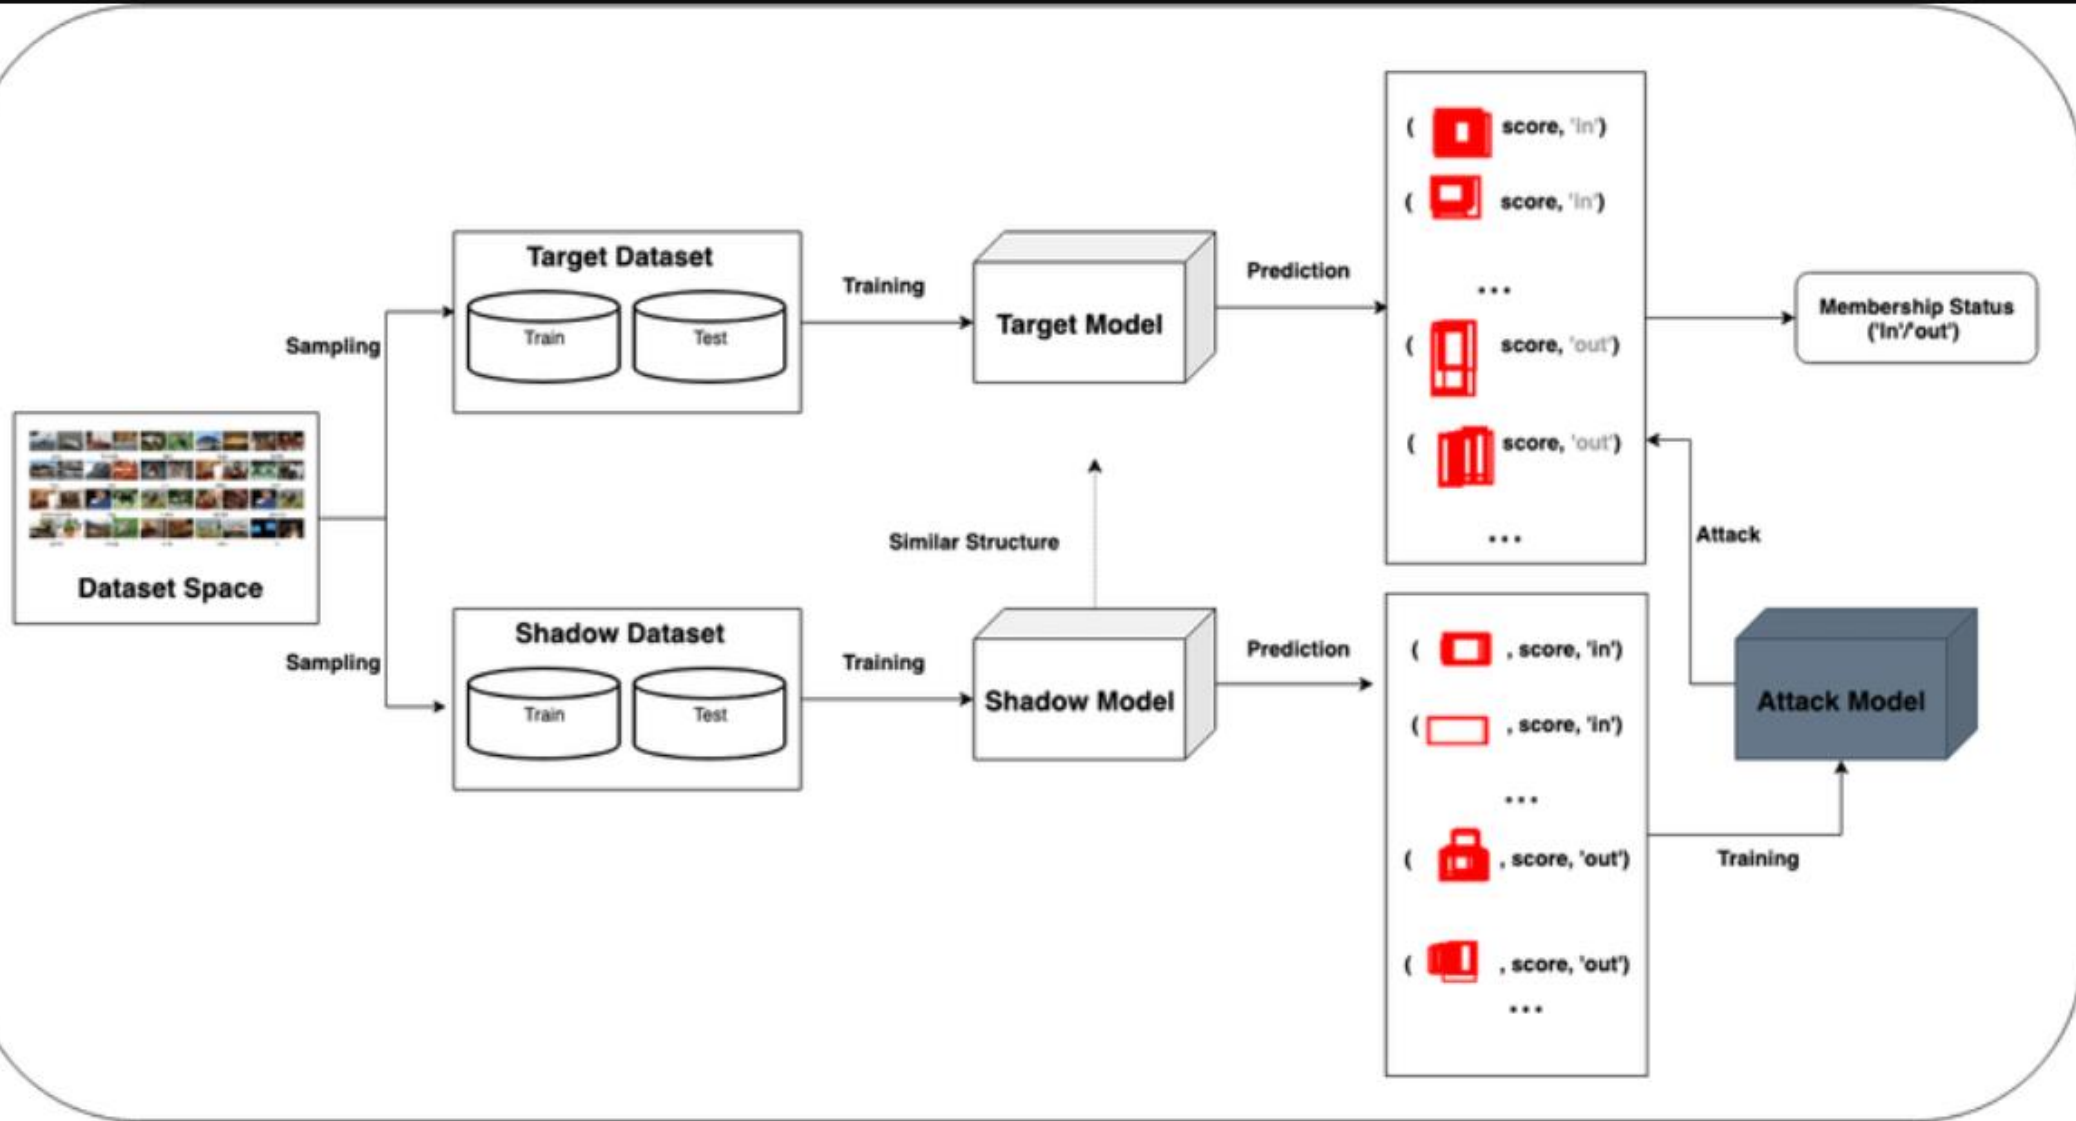 Target Dataset
Train
Test
Sampling
Training
Target Model
Prediction
( score, 'in')
( score, 'in')
...
( score, 'out')
( score, 'out')
...
Membership Status
('In'/'out')
Dataset Space
Similar Structure
Attack
Shadow Dataset
Train
Test
Sampling
Training
Shadow Model
Prediction
( , score, 'in')
( , score, 'in')
...
( , score, 'out')
( , score, 'out')
...
Attack Model
Training